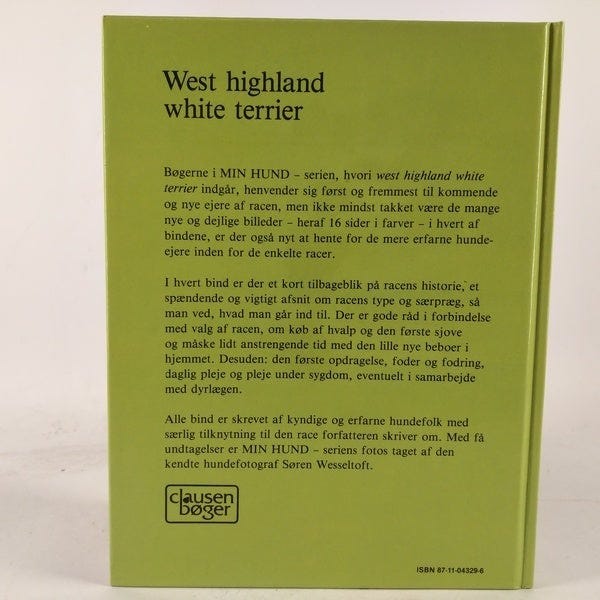 West highland
white terrier
Bøgerne i MIN HUND – serien, hvori west highland white
terrier indgår, henvender sig først og fremmest til kommende
og nye ejere af racen, men ikke mindst takket være de mange
nye og dejlige billeder – heraf 16 sider i farver – i hvert af
bindene, er der også nyt at hente for de mere erfarne hunde-
ejere inden for de enkelte racer.
I hvert bind er der et kort tilbageblik på racens historie, et
spændende og vigtigt afsnit om racens type og særpræg, så
man ved, hvad man går ind til. Der er gode råd i forbindelse
med valg af racen, om køb af hvalp og den første sjove
og måske lidt anstrengende tid med den lille nye beboer i
hjemmet. Desuden: den første opdragelse, foder og fodring,
daglig pleje og pleje under sygdom, eventuelt i samarbejde
med dyrlægen.
Alle bind er skrevet af kyndige og erfarne hundefolk med
særlig tilknytning til den race forfatteren skriver om. Med få
undtagelser er MIN HUND – seriens fotos taget af den
kendte hundefotograf Søren Wesseltoft.
clausen
bøger
ISBN 87-11-04329-6